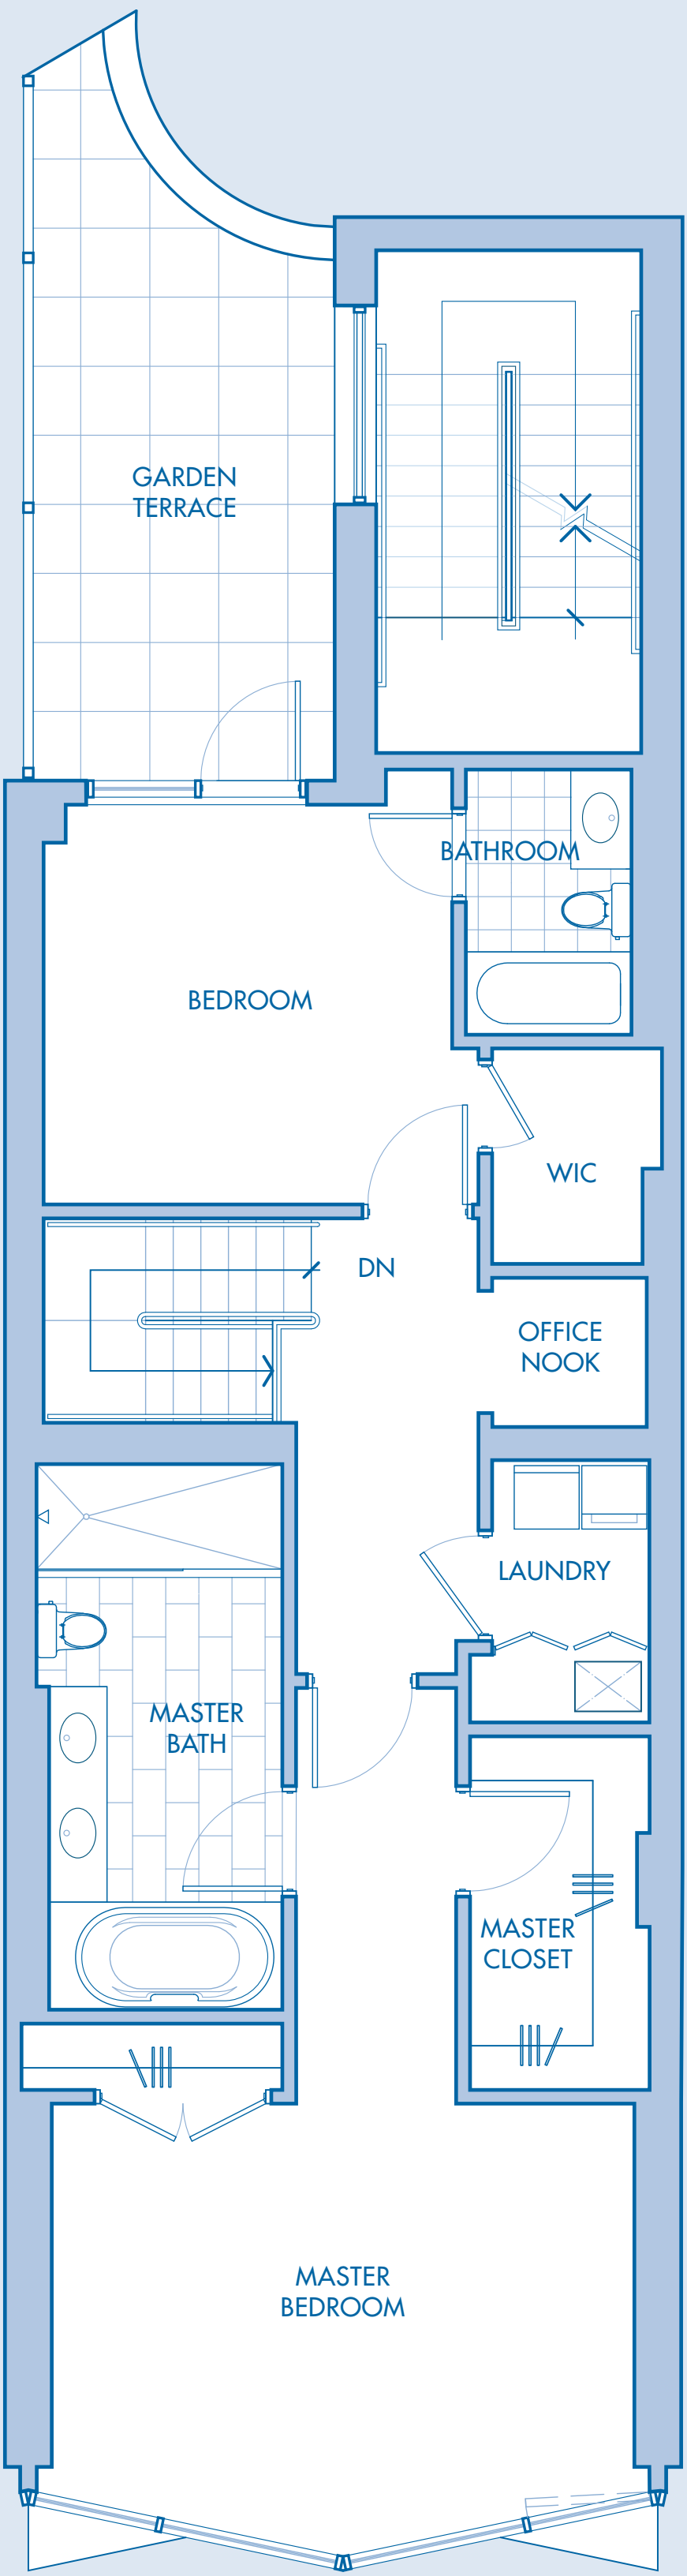 GARDEN
TERRACE
BATHROOM
BEDROOM
WIC
DN
OFFICE
NOOK
LAUNDRY
MASTER
BATH
MASTER
CLOSET
MASTER
BEDROOM